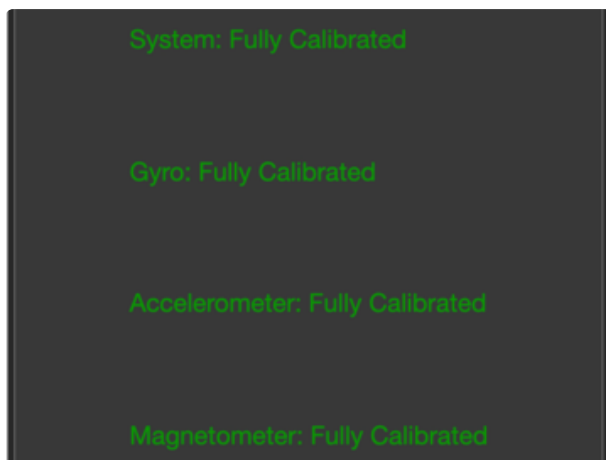 System: Fully Calibrated
Gyro: Fully Calibrated
Accelerometer: Fully Calibrated
Magnetometer: Fully Calibrated